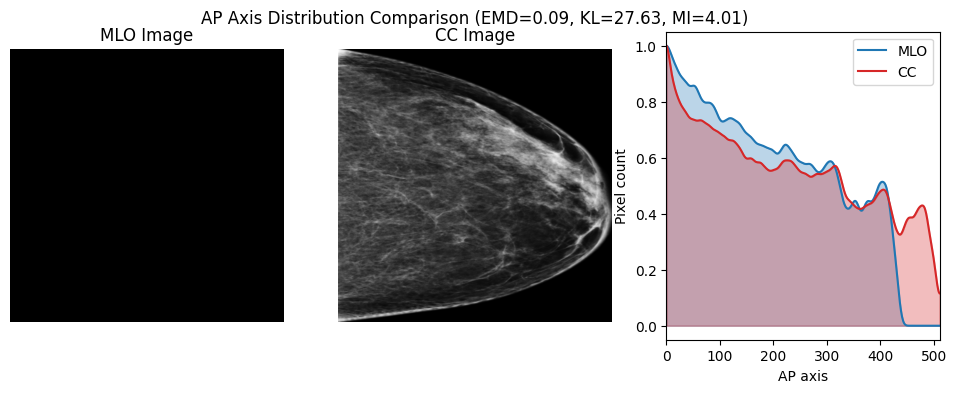 AP Axis Distribution Comparison (EMD=0.09, KL=27.63, MI=4.01)
MLO Image
CC Image
MLO
CC
Pixel count
1.0
0.8
0.6
0.4
0.2
0.0
0 100 200 300 400 500
AP axis